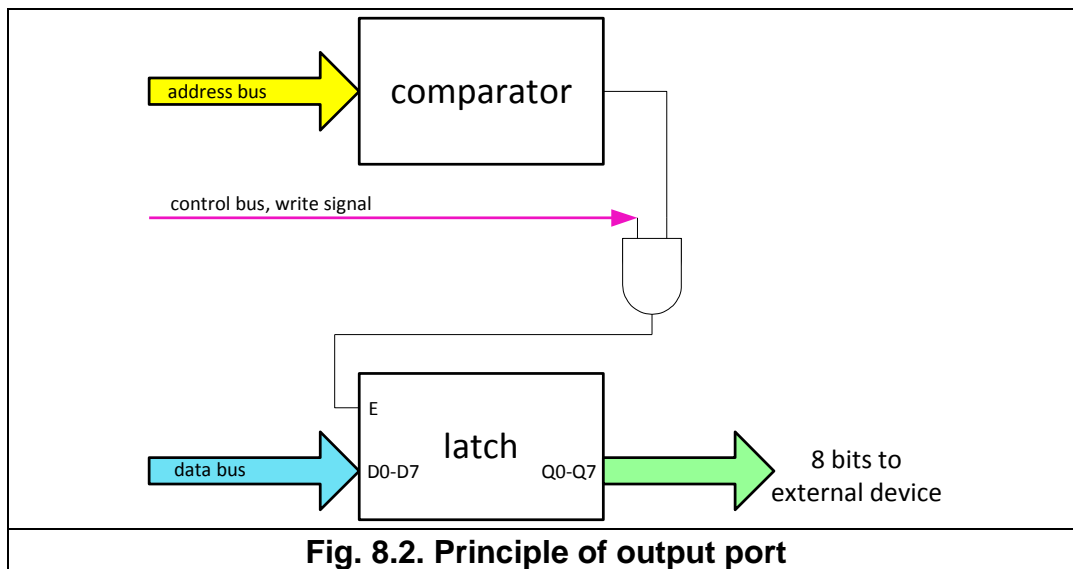 address bus
comparator
control bus, write signal
E
latch
data bus
D0-D7
Q0-Q7
8 bits to
external device
Fig. 8.2. Principle of output port